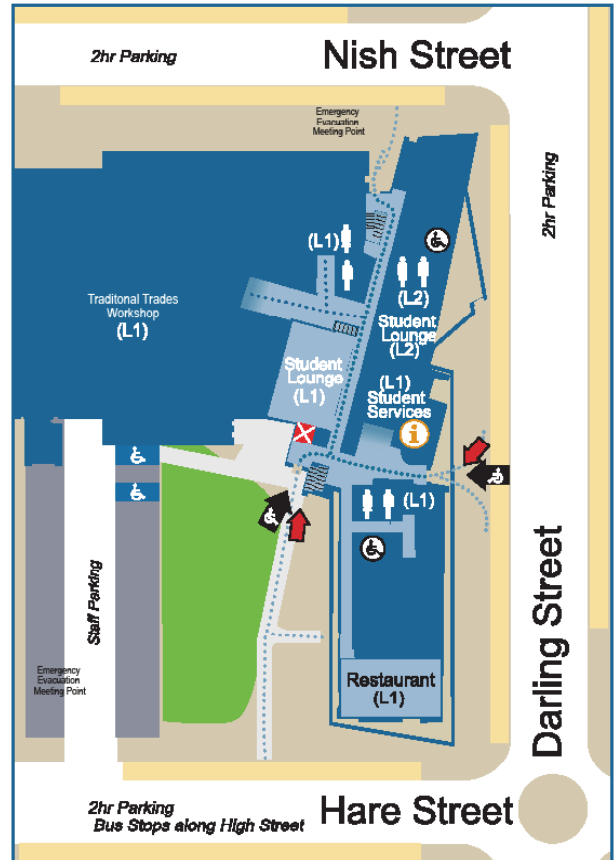 2hr Parking
Nish Street
Emergency
Evacuation
Meeting Point
2hr Parking
(L1)
(L2)
Student
Lounge
(L2)
Traditonal Trades
Workshop
(L1)
Student
Lounge
(L1)
(L1)
Student
Services
i
(L1)
Staff Parking
Emergency
Evacuation
Meeting Point
Restaurant
(L1)
Darling Street
2hr Parking
Bus Stops along High Street
Hare Street